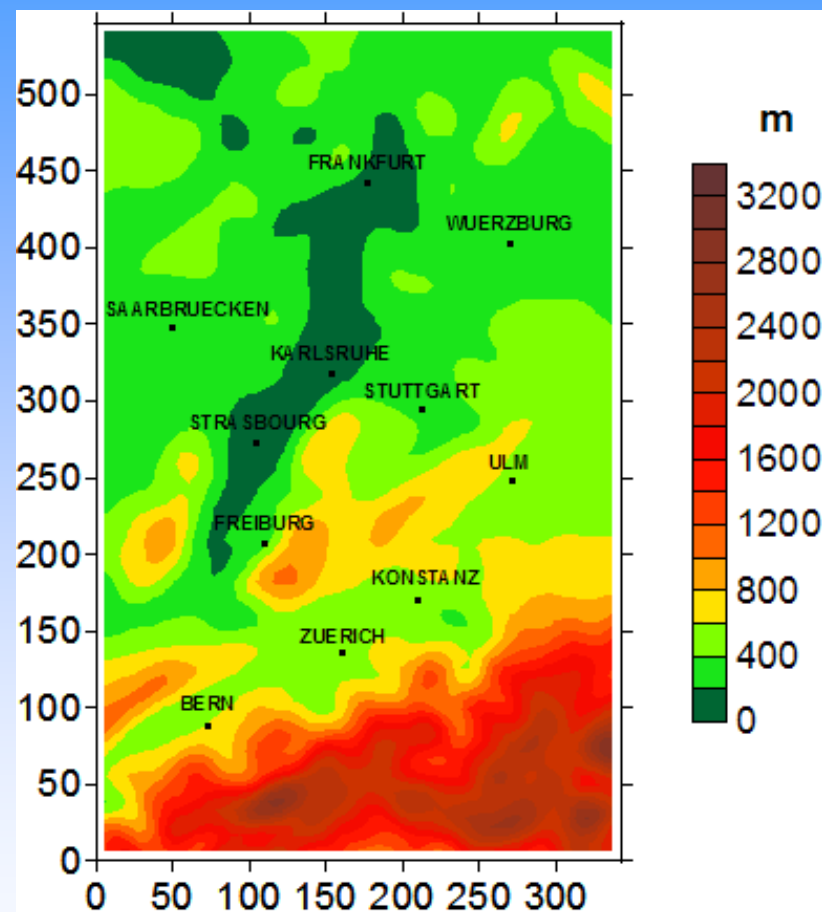 m
500
450
400
350
300
250
200
150
100
50
0
0 50 100 150 200 250 300
FRANKFURT
WUERZBURG
SAARBRUECKEN
KARLSRUHE
STUTTGART
STRASBOURG
ULM
FREIBURG
KONSTANZ
ZUERICH
BERN
3200
2800
2400
2000
1600
1200
800
400
0